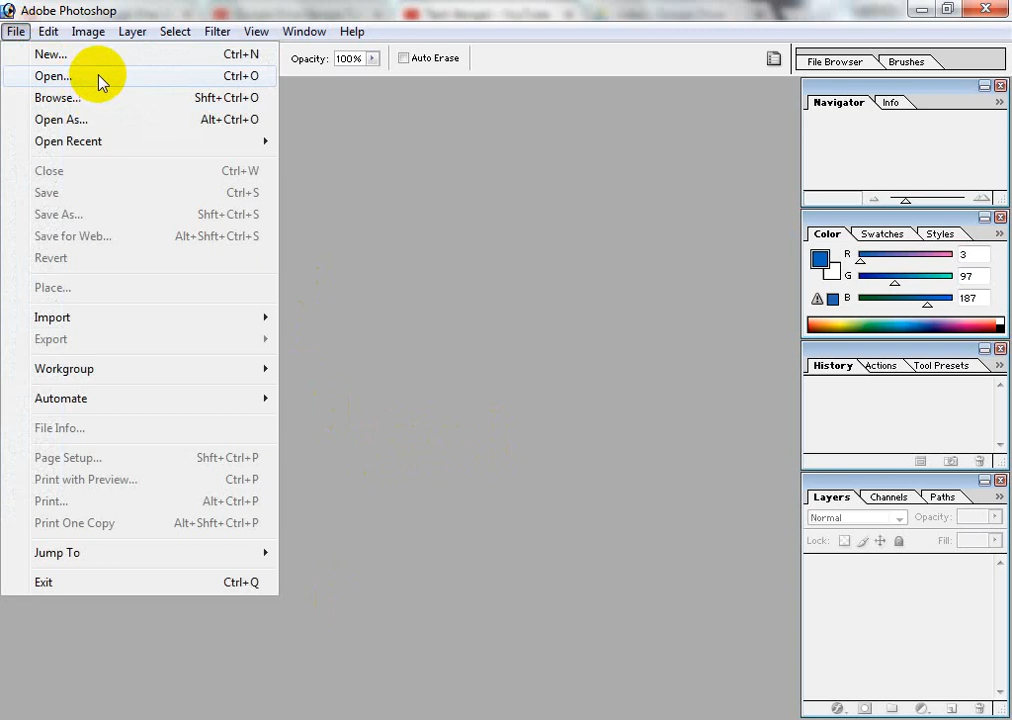 Adobe Photoshop
File Edit Image Layer Select Filter View Window Help
New... Ctrl+N
Open... Ctrl+O
Browse... Shft+Ctrl+O
Open As... Alt+Ctrl+O
Open Recent
Close Ctrl+W
Save Ctrl+S
Save As... Shft+Ctrl+S
Save for Web... Alt+Shft+Ctrl+S
Revert
Place...
Import
Export
Workgroup
Automate
File Info...
Page Setup... Shft+Ctrl+P
Print with Preview... Ctrl+P
Print... Alt+Ctrl+P
Print One Copy Alt+Shft+Ctrl+P
Jump To
Exit Ctrl+Q
Opacity: 100% Auto Erase
File Browser Brushes
Navigator Info
Color Swatches Styles
R 3
G 97
B 187
History Actions Tool Presets
Layers Channels Paths
Normal Opacity:
Lock: Fill: